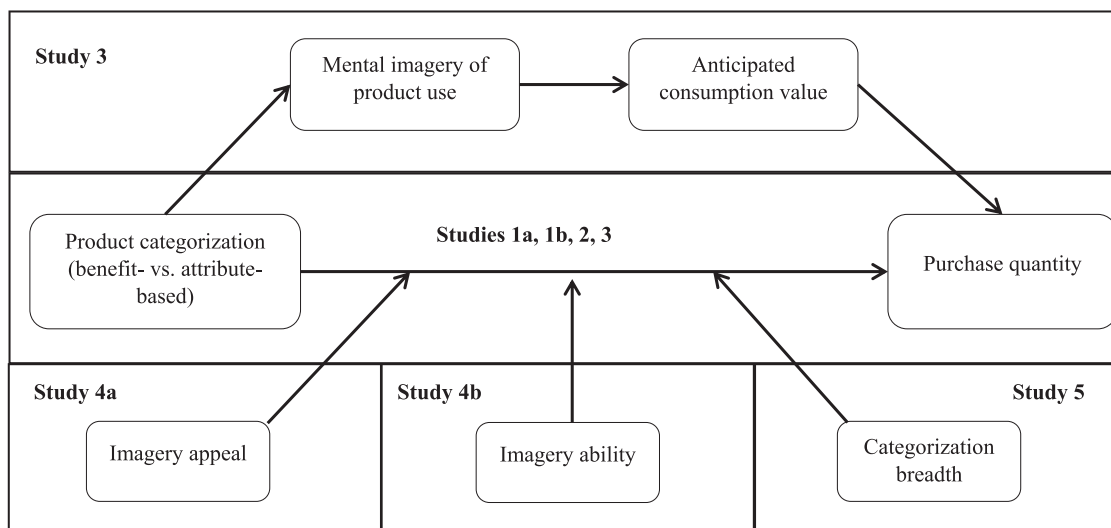 Study 3
Mental imagery of
product use
Anticipated
consumption value
Product categorization
(benefit- vs. attribute-
based)
Studies 1a, 1b, 2, 3
Purchase quantity
Study 4a
Imagery appeal
Study 4b
Imagery ability
Study 5
Categorization
breadth